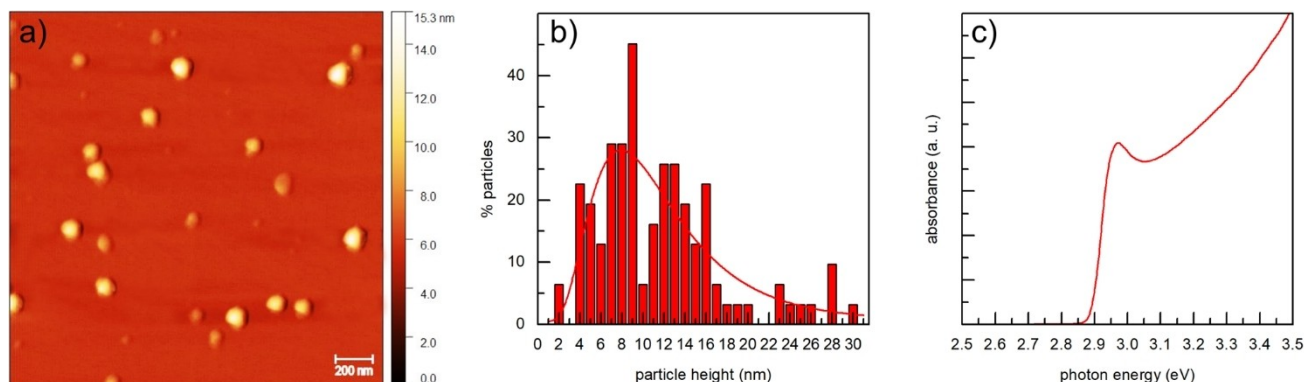 a)
15.3 nm
14.0
12.0
10.0
8.0
6.0
4.0
2.0
0.0
200 nm
b)
% particles
40
30
20
10
0
0 2 4 6 8 10 12 14 16 18 20 22 24 26 28 30
particle height (nm)
c)
absorbance (a. u.)
2.5 2.6 2.7 2.8 2.9 3.0 3.1 3.2 3.3 3.4 3.5
photon energy (eV)